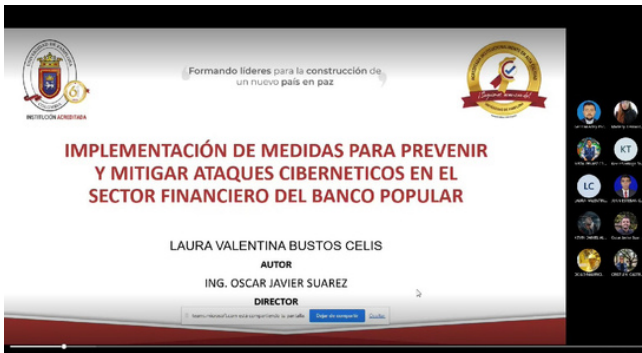 Formando líderes para la construcción de
un nuevo país en paz
INSTITUCIÓN ACREDITADA
IMPLEMENTACIÓN DE MEDIDAS PARA PREVENIR
Y MITIGAR ATAQUES CIBERNETICOS EN EL
SECTOR FINANCIERO DEL BANCO POPULAR
LAURA VALENTINA BUSTOS CELIS
AUTOR
ING. OSCAR JAVIER SUAREZ
DIRECTOR
Dejar de compartir
Ocultar
KT
LC